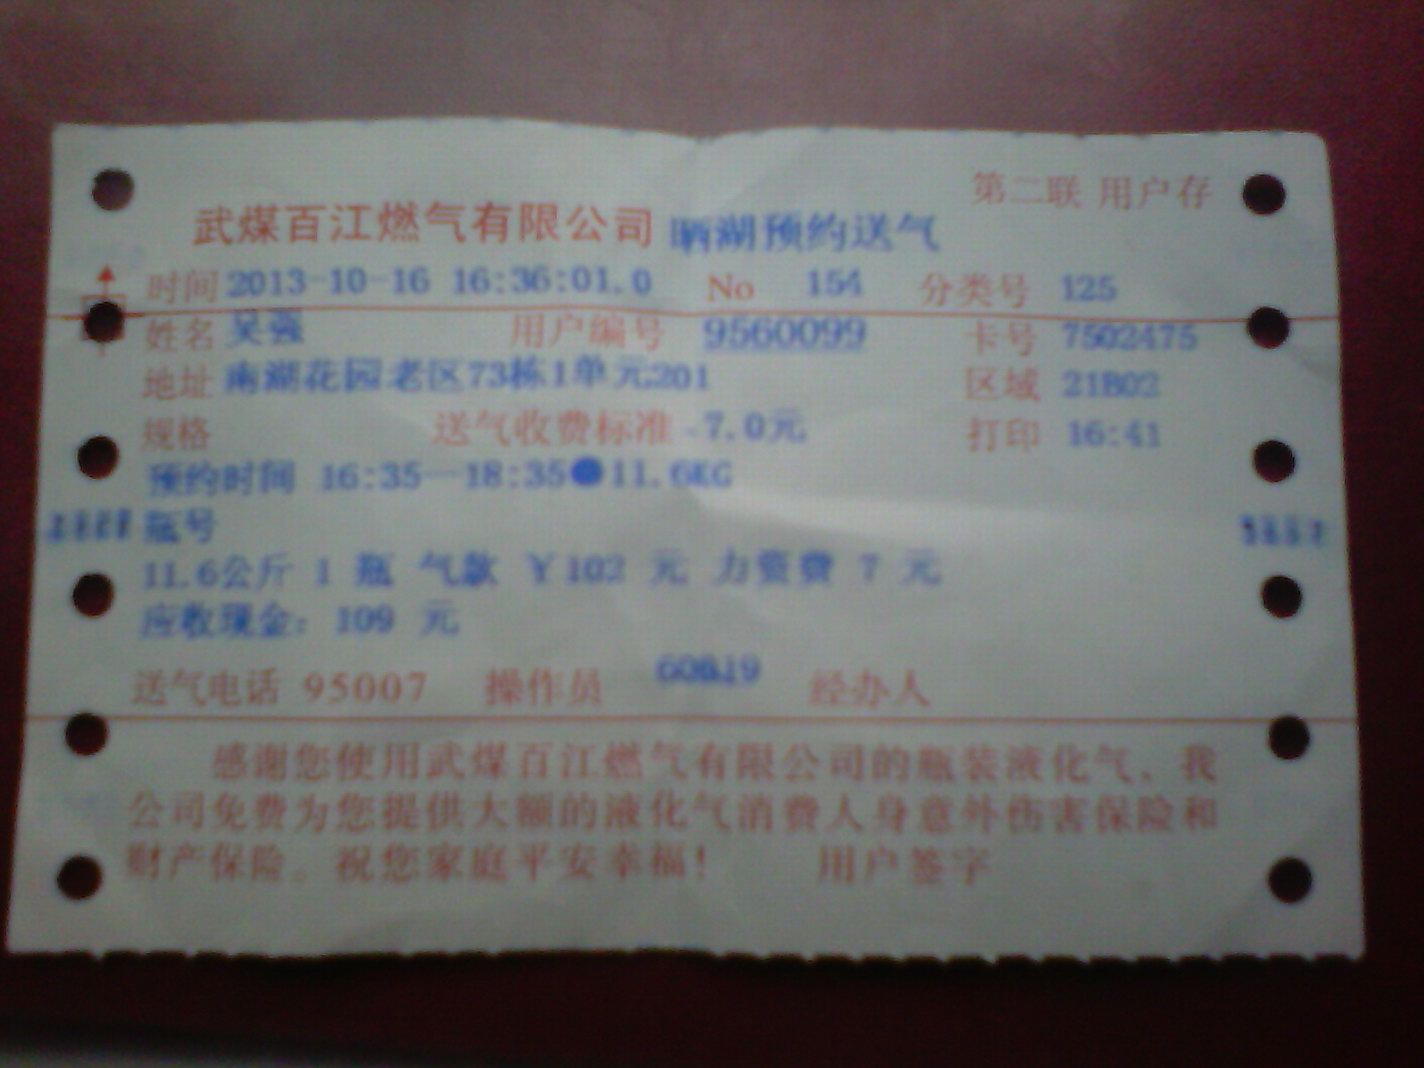 第二联 用户存
武煤百江燃气有限公司 晒湖预约送气
时间 2013-10-16 16:36:01.0 No 154 分类号 125
姓名 吴强 用户编号 9560099 卡号 7502475
地址 南湖花园老区73栋1单元201 区域 21B02
规格 送气收费标准 -7.0元 打印 16:41
预约时间 16:35—18:35●11.6KG
瓶号
11.6公斤 1 瓶 气款 ￥102 元 力资费 7 元
应收现金: 109 元
送气电话 95007 操作员 经办人
感谢您使用武煤百江燃气有限公司的瓶装液化气，我
公司免费为您提供大额的液化气消费人身意外伤害保险和
财产保险。祝您家庭平安幸福! 用户签字